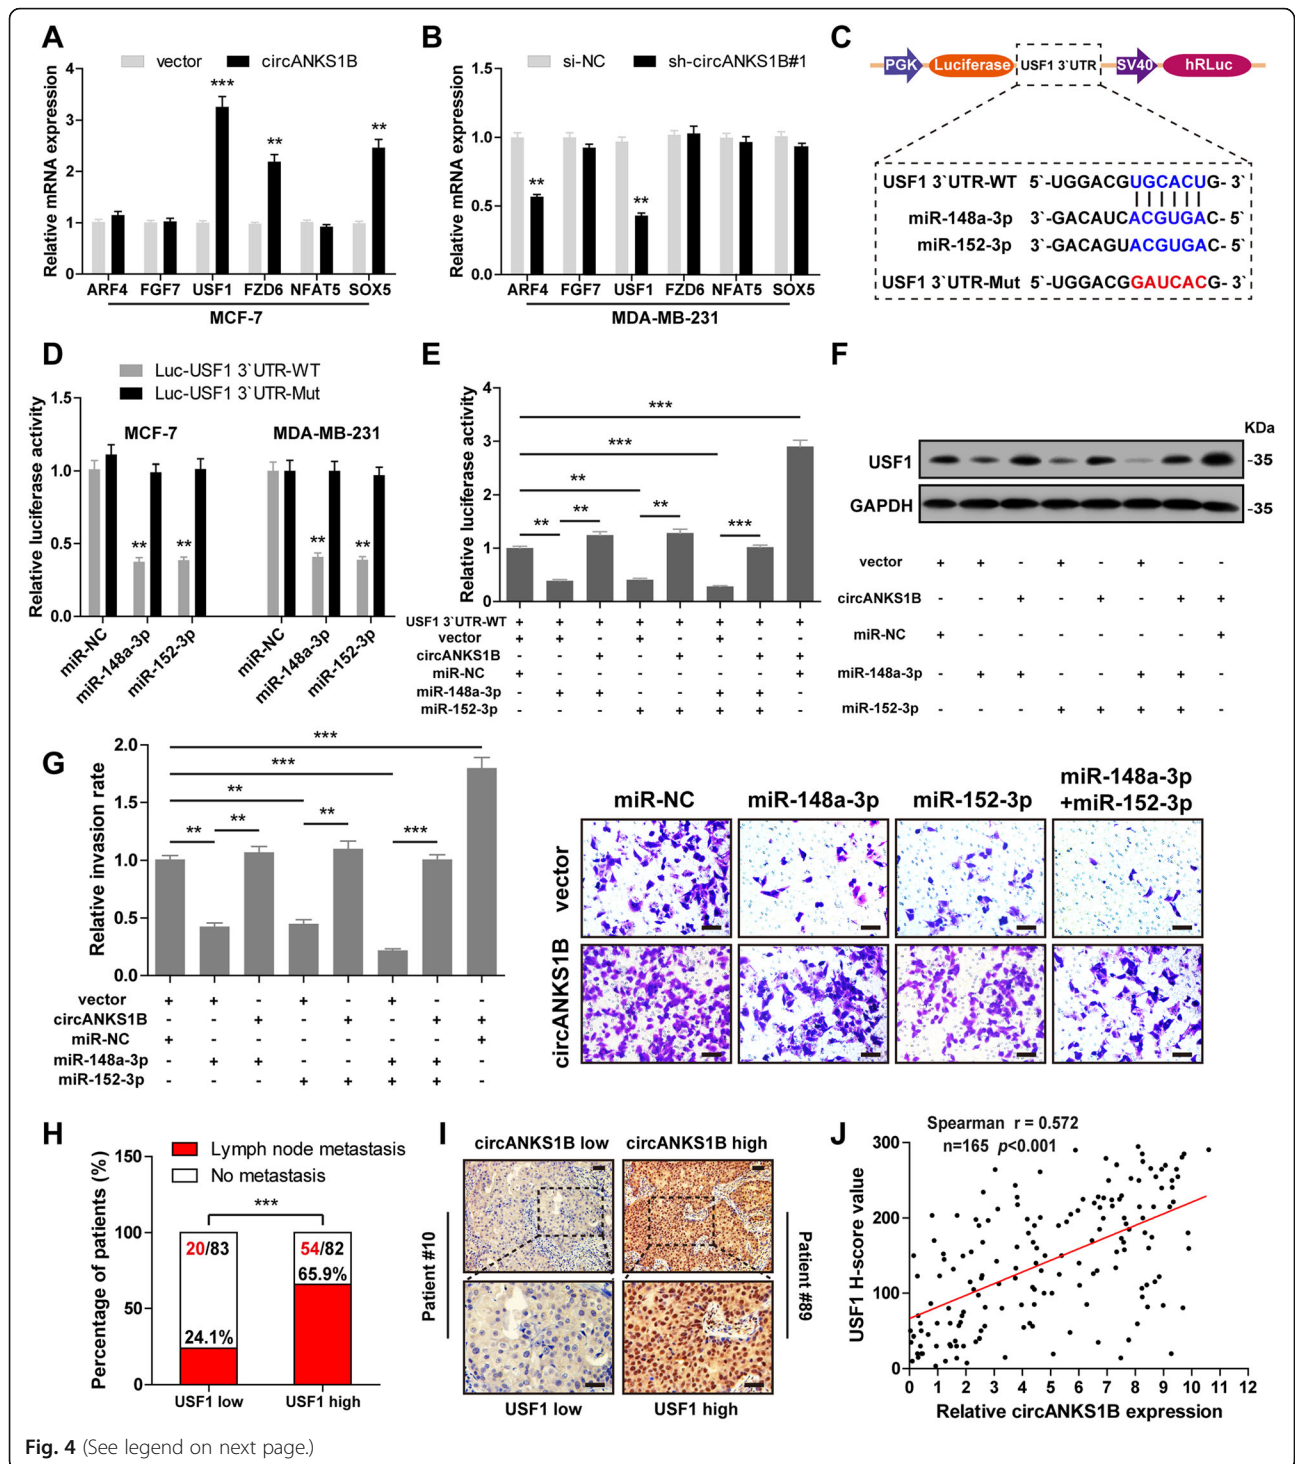 A
vector circANKS1B
Relative mRNA expression
4
3
2
1
0
*** ** **
ARF4 FGF7 USF1 FZD6 NFAT5 SOX5
MCF-7
B
si-NC sh-circANKS1B#1
Relative mRNA expression
1.5
1.0
0.5
0.0
** **
ARF4 FGF7 USF1 FZD6 NFAT5 SOX5
MDA-MB-231
C
PGK Luciferase USF1 3`UTR SV40 hRLuc
USF1 3`UTR-WT 5`-UGGACGUGCACUG- 3`
miR-148a-3p 3`-GACAUCACGUGAC- 5`
miR-152-3p 3`-GACAGUACGUGAC- 5`
USF1 3`UTR-Mut 5`-UGGACGGAUCACG- 3`
D
Luc-USF1 3`UTR-WT
Luc-USF1 3`UTR-Mut
Relative luciferase activity
1.5
1.0
0.5
0.0
MCF-7 MDA-MB-231
** ** ** **
miR-NC miR-148a-3p miR-152-3p miR-NC miR-148a-3p miR-152-3p
E
Relative luciferase activity
4
3
2
1
0
***
***
** **
** ** ***
USF1 3`UTR-WT + + + + + + + +
vector + + - + - + - -
circANKS1B - - + - + - + +
miR-NC + - - - - - - +
miR-148a-3p - + + - - + + -
miR-152-3p - - - + + + + -
F
KDa
USF1 -35
GAPDH -35
vector + + - + - + - -
circANKS1B - - + - + - + +
miR-NC + - - - - - - +
miR-148a-3p - + + - - + + -
miR-152-3p - - - + + + + -
G
Relative invasion rate
2.0
1.5
1.0
0.5
0.0
***
***
** **
** ** ***
vector + + - + - + - -
circANKS1B - - + - + - + +
miR-NC + - - - - - - +
miR-148a-3p - + + - - + + -
miR-152-3p - - - + + + + -
miR-NC miR-148a-3p miR-152-3p miR-148a-3p
+miR-152-3p
vector
circANKS1B
H
Lymph node metastasis
No metastasis
Percentage of patients (%)
150
100
50
0
***
20/83 54/82
65.9%
24.1%
USF1 low USF1 high
I
circANKS1B low circANKS1B high
Patient #10
Patient #89
USF1 low USF1 high
J
Spearman r = 0.572
n=165 p<0.001
USF1 H-score value
300
200
100
0
0 1 2 3 4 5 6 7 8 9 10 11 12
Relative circANKS1B expression
Fig. 4 (See legend on next page.)